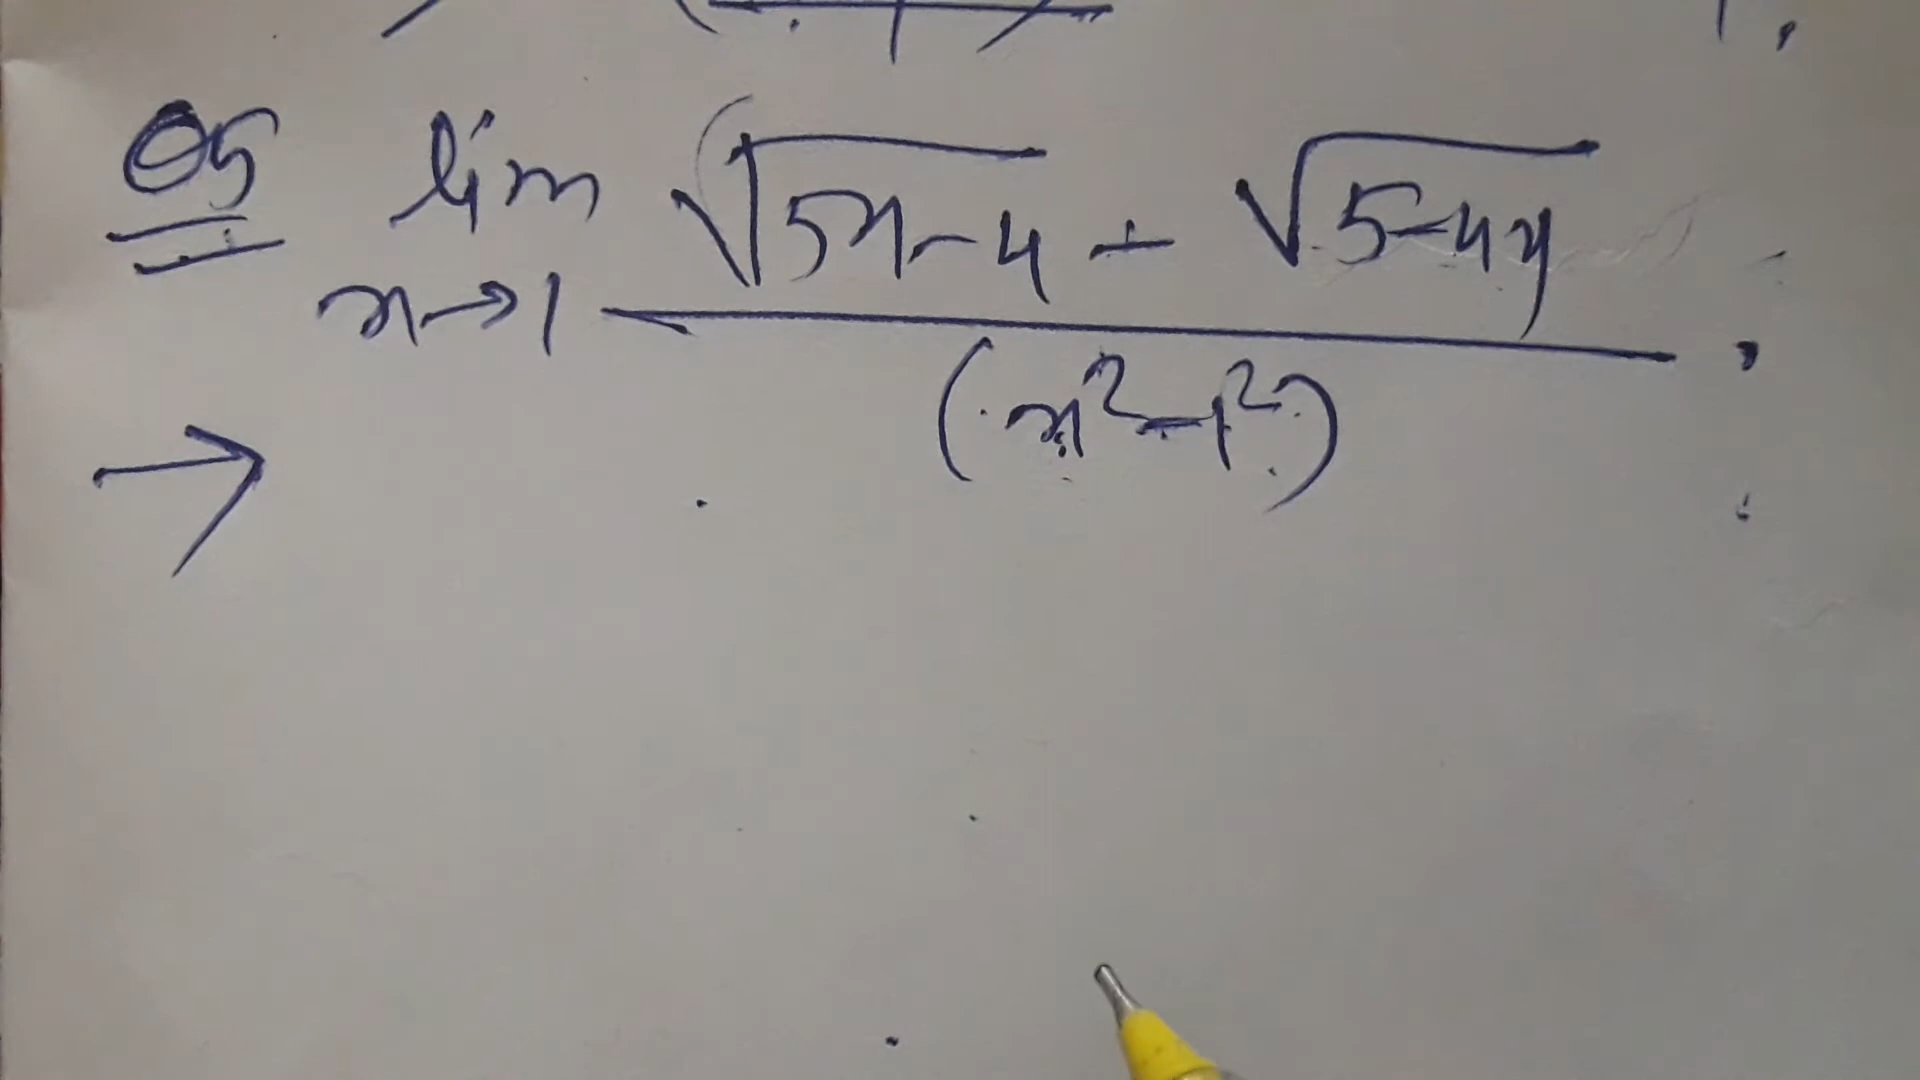 Q5 lim √5x-4 - √5-4x
x→1 (x²-1²)
→